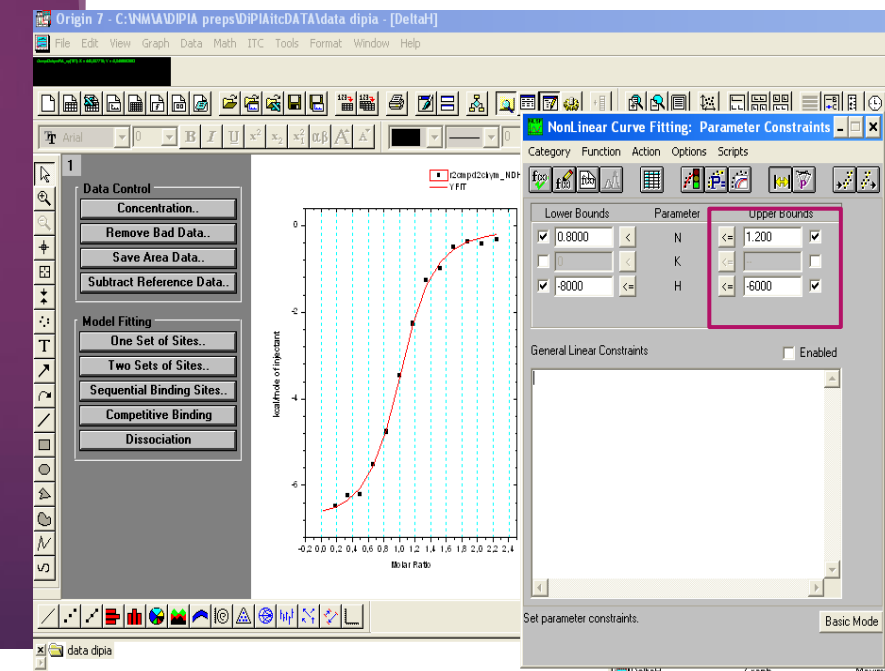 Origin 7 - C:\NM\A\DIPIA preps\DiPIAitcDATA\data dipia - [DeltaH]
File Edit View Graph Data Math ITC Tools Format Window Help
Arial 0 B I U x² x₂ αβ A A 0
1
Data Control
Concentration..
Remove Bad Data..
Save Area Data..
Subtract Reference Data..
Model Fitting
One Set of Sites..
Two Sets of Sites..
Sequential Binding Sites..
Competitive Binding
Dissociation
YFIT
0
-2
-4
-6
kcal/mole of injectant
-0,2 0,0 0,2 0,4 0,6 0,8 1,0 1,2 1,4 1,6 1,8 2,0 2,2 2,4
Molar Ratio
NonLinear Curve Fitting: Parameter Constraints
Category Function Action Options Scripts
Lower Bounds Parameter Upper Bounds
0.8000 < N <= 1.200
0 < K <= --
-8000 <= H <= -6000
General Linear Constraints Enabled
Set parameter constraints. Basic Mode
data dipia